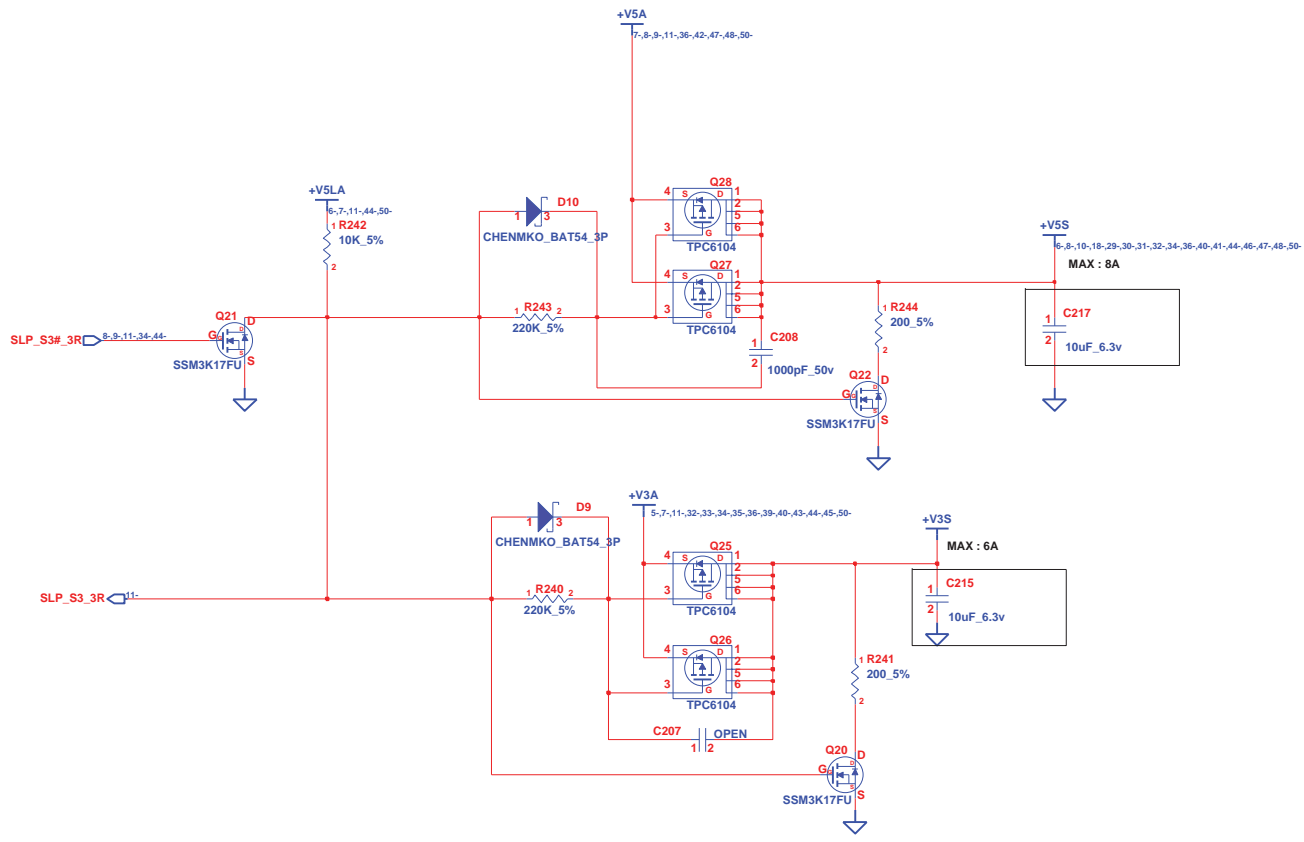 +V5A
7-,8-,9-,11-,36-,42-,47-,48-,50-
+V5LA
6-,7-,11-,44-,50-
1 R242
10K_5%
2
D10
1 3
CHENMKO_BAT54_3P
Q28
4 S D 1
2
5
3 G 6
TPC6104
Q27
4 S D 1
2
5
3 G 6
TPC6104
+V5S
6-,8-,10-,18-,29-,30-,31-,32-,34-,36-,40-,41-,44-,46-,47-,48-,50-
MAX : 8A
C217
1
2
10uF_6.3v
1 R244
200_5%
2
R243
1 2
220K_5%
C208
1
2
1000pF_50v
Q21
D
SLP_S3#_3R
8-,9-,11-,34-,44-
G
S
SSM3K17FU
Q22
D
G
S
SSM3K17FU
+V3A
5-,7-,11-,32-,33-,34-,35-,36-,39-,40-,43-,44-,45-,50-
D9
1 3
CHENMKO_BAT54_3P
Q25
4 S D 1
2
5
3 G 6
TPC6104
+V3S
MAX : 6A
C215
1
2
10uF_6.3v
SLP_S3_3R
11-
R240
1 2
220K_5%
Q26
4 S D 1
2
5
3 G 6
TPC6104
1 R241
200_5%
2
C207 OPEN
1 2
Q20
D
G
S
SSM3K17FU